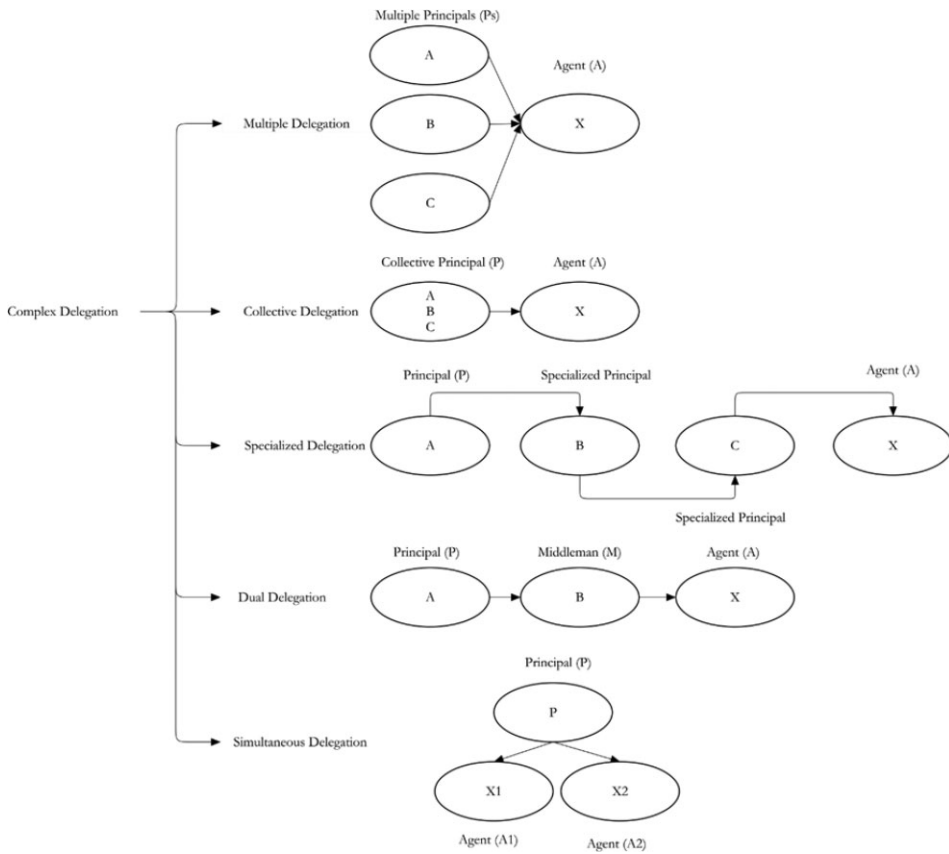 Multiple Principals (Ps)
A
Agent (A)
Multiple Delegation
B
X
C
Collective Principal (P)
Agent (A)
Complex Delegation
Collective Delegation
A
B
C
X
Principal (P)
Specialized Principal
Agent (A)
Specialized Delegation
A
B
C
X
Specialized Principal
Principal (P)
Middleman (M)
Agent (A)
Dual Delegation
A
B
X
Principal (P)
P
Simultaneous Delegation
X1
X2
Agent (A1)
Agent (A2)